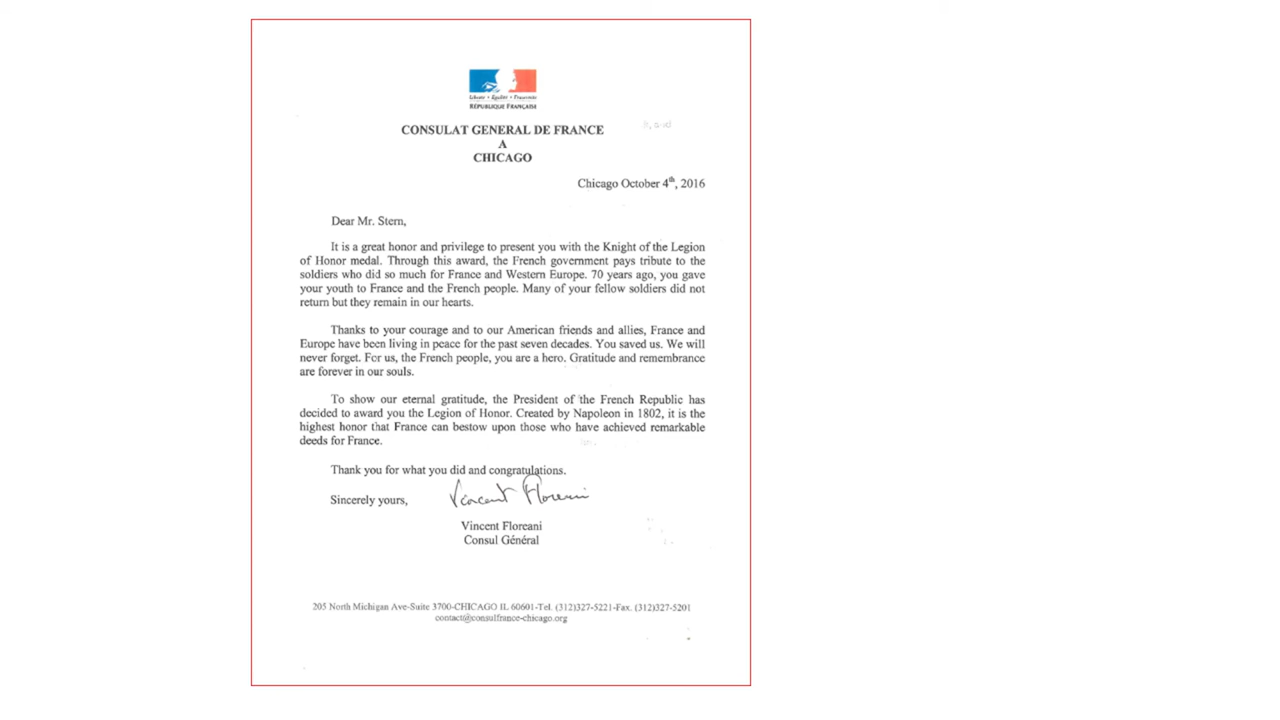 Liberté • Égalité • Fraternité
RÉPUBLIQUE FRANÇAISE
CONSULAT GENERAL DE FRANCE
A
CHICAGO
Chicago October 4th, 2016
Dear Mr. Stern,
It is a great honor and privilege to present you with the Knight of the Legion
of Honor medal. Through this award, the French government pays tribute to the
soldiers who did so much for France and Western Europe. 70 years ago, you gave
your youth to France and the French people. Many of your fellow soldiers did not
return but they remain in our hearts.
Thanks to your courage and to our American friends and allies, France and
Europe have been living in peace for the past seven decades. You saved us. We will
never forget. For us, the French people, you are a hero. Gratitude and remembrance
are forever in our souls.
To show our eternal gratitude, the President of the French Republic has
decided to award you the Legion of Honor. Created by Napoleon in 1802, it is the
highest honor that France can bestow upon those who have achieved remarkable
deeds for France.
Thank you for what you did and congratulations.
Sincerely yours,
Vincent Floreani
Vincent Floreani
Consul Général
205 North Michigan Ave-Suite 3700-CHICAGO IL 60601-Tel. (312)327-5221-Fax. (312)327-5201
contact@consulfrance-chicago.org